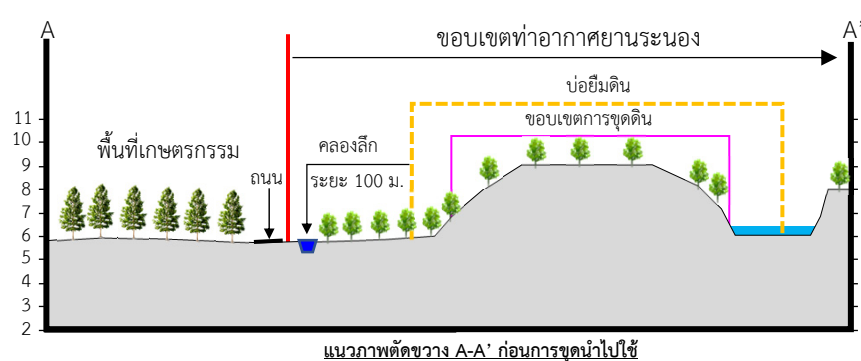 A
A'
ขอบเขตท่าอากาศยานระนอง
บ่อยืมดิน
ขอบเขตการขุดดิน
พื้นที่เกษตรกรรม
คลองลึก
ถนน
ระยะ 100 ม.
11
10
9
8
7
6
5
4
3
2
แนวภาพตัดขวาง A-A’ ก่อนการขุดนำไปใช้